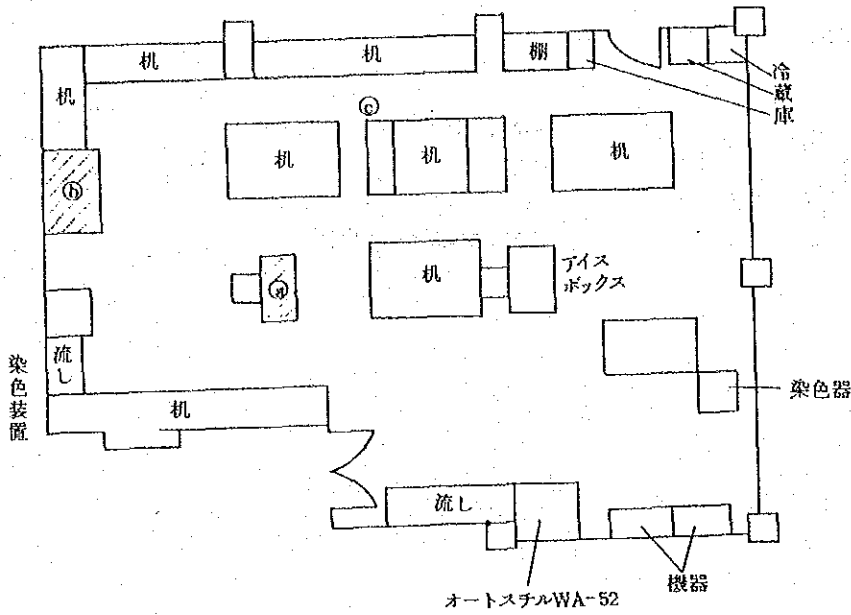 机
机
棚
机
冷蔵庫
ⓒ
机
机
机
ⓑ
ⓐ
机
アイス
ボックス
流し
染色装置
机
染色器
流し
機器
オートスチルWA-52